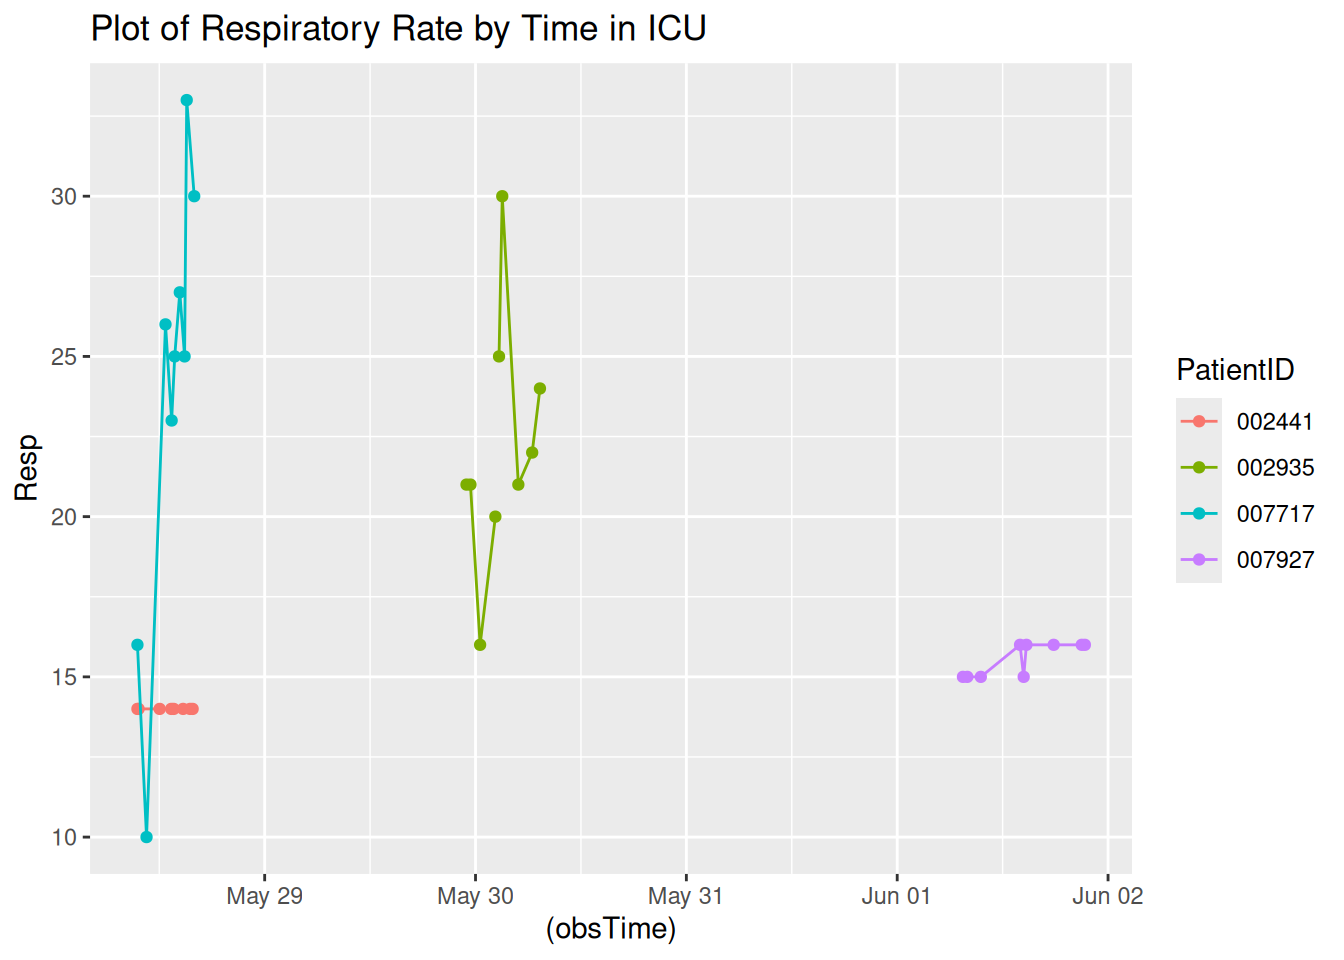 Plot of Respiratory Rate by Time in ICU
Resp
30
25
20
15
10
May 29
May 30
May 31
Jun 01
Jun 02
(obsTime)
PatientID
002441
002935
007717
007927